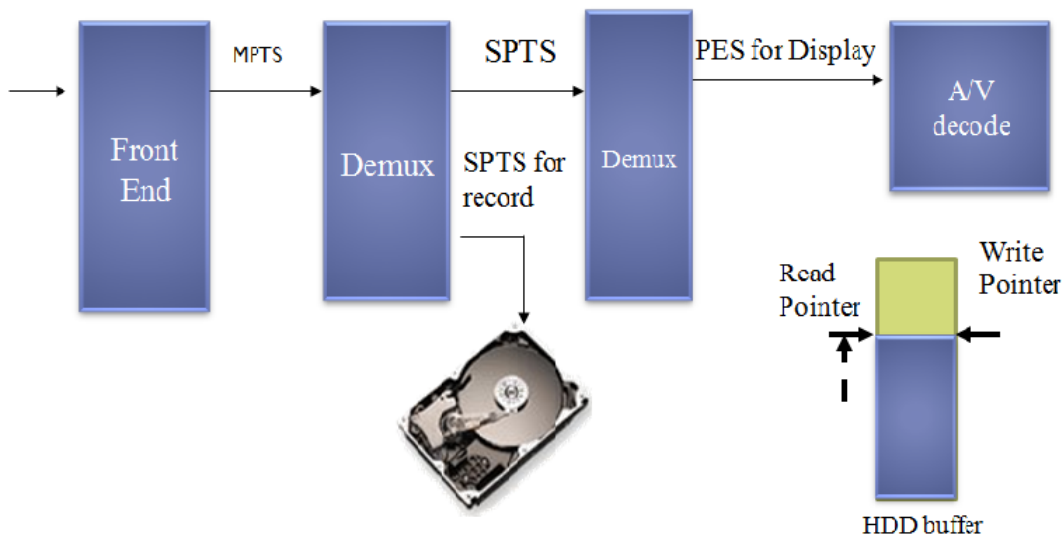 MPTS
SPTS
PES for Display
A/V
decode
Front
End
Demux
SPTS for
record
Demux
Read
Pointer
Write
Pointer
HDD buffer